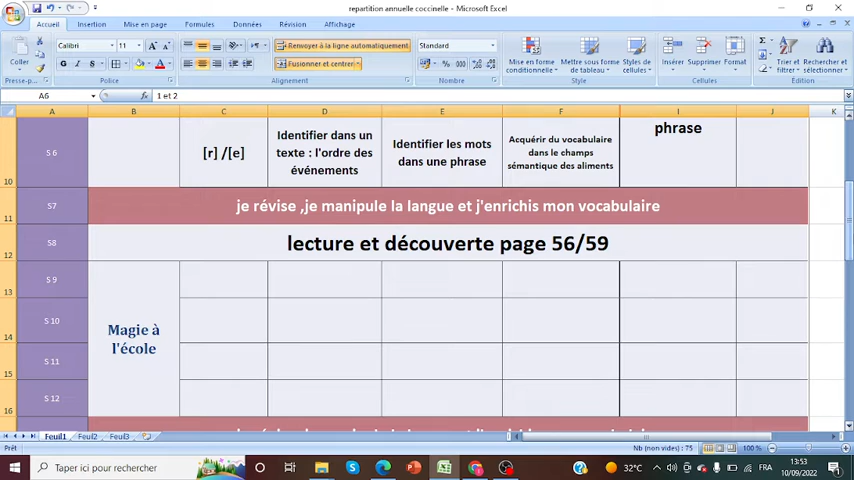 repartition annuelle coccinelle - Microsoft Excel
Accueil Insertion Mise en page Formules Données Révision Affichage
Coller
Presse-p...
Calibri 11
G
Police
Renvoyer à la ligne automatiquement
Fusionner et centrer
Alignement
Standard
% 000
Nombre
Mise en forme conditionnelle
Mettre sous forme de tableau
Styles de cellules
Style
Insérer Supprimer Format
Cellules
Trier et filtrer
Rechercher et sélectionner
Édition
A6 1 et 2
A B C D E F I J K
S 6
[r] /[e]
Identifier dans un
texte : l'ordre des
événements
Identifier les mots
dans une phrase
Acquérir du vocabulaire
dans le champs
sémantique des aliments
phrase
10
S7 je révise ,je manipule la langue et j'enrichis mon vocabulaire
11
S8 lecture et découverte page 56/59
12
S 9
13
S 10
14
Magie à
l'école
S 11
15
S 12
16
Feuil1 Feuil2 Feuil3
Prêt Nb (non vides) : 75 100 %
Taper ici pour rechercher
32°C FRA 13:53
10/09/2022